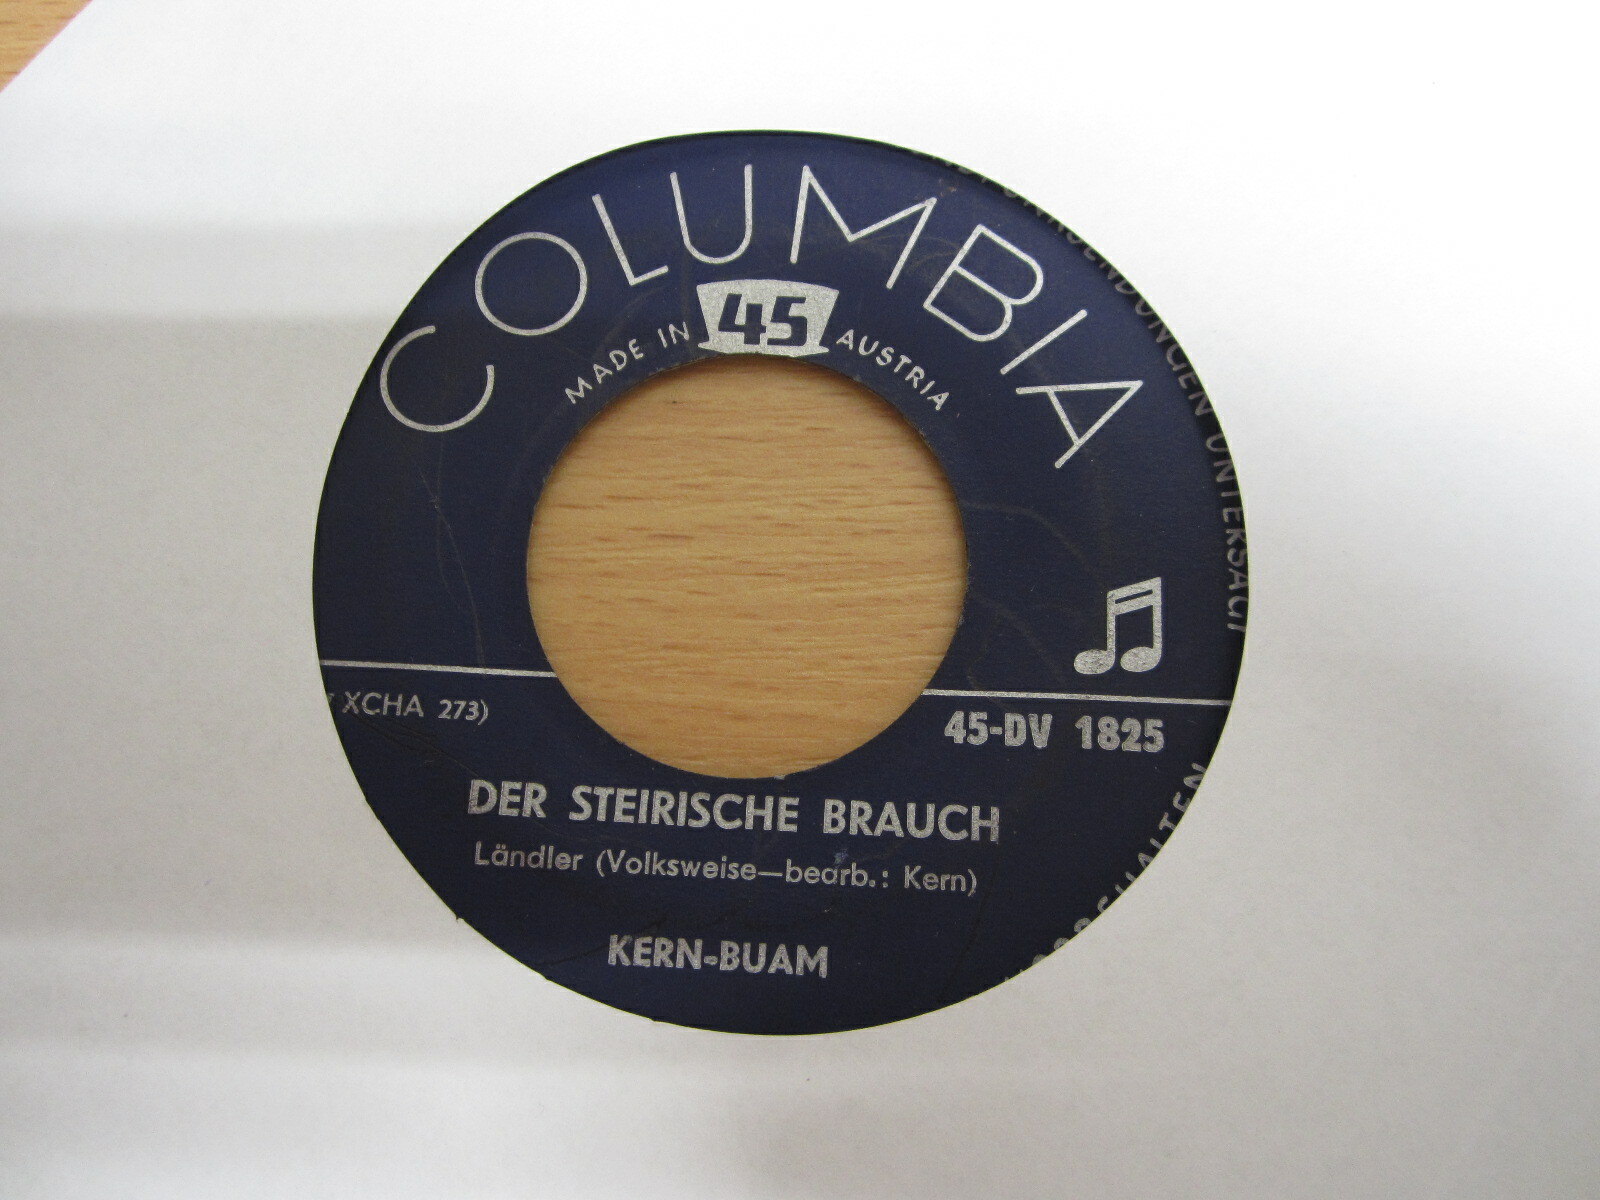 COLUMBIA
45
MADE IN AUSTRIA
XCHA 273)
45-DV 1825
DER STEIRISCHE BRAUCH
Ländler (Volksweise—bearb.: Kern)
KERN-BUAM
UNTERSAGT